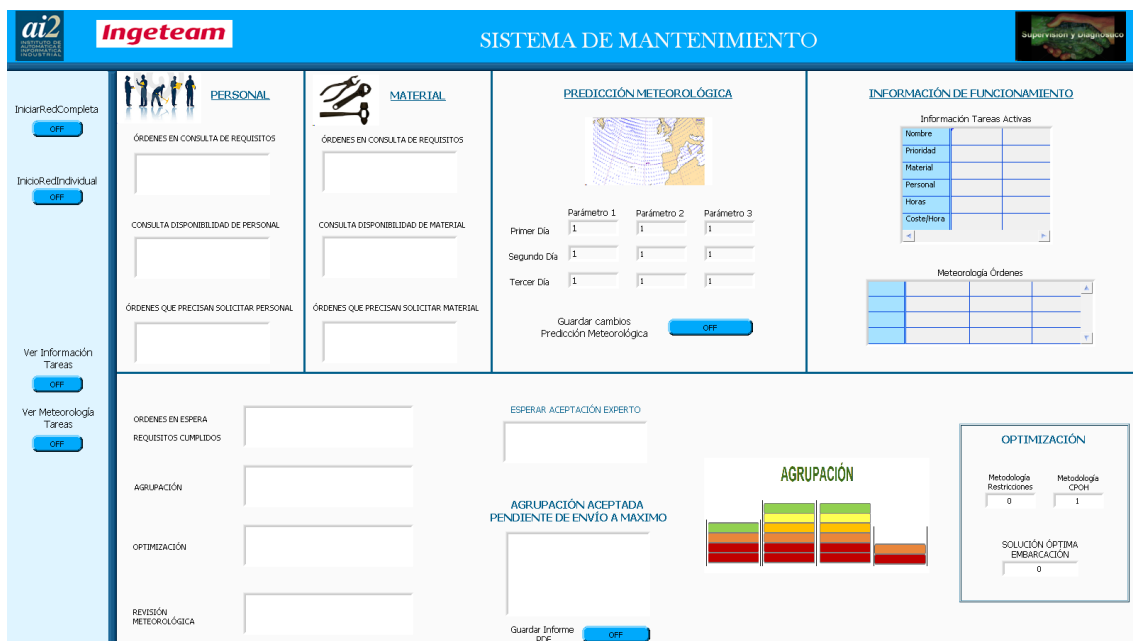 ai2
INSTITUTO DE
AUTOMÁTICA E
INFORMÁTICA
INDUSTRIAL
Ingeteam
SISTEMA DE MANTENIMIENTO
Supervisión y Diagnóstico
IniciarRedCompleta
OFF
InicioRedIndividual
OFF
Ver Información
Tareas
OFF
Ver Meteorología
Tareas
OFF
PERSONAL
ÓRDENES EN CONSULTA DE REQUISITOS
CONSULTA DISPONIBILIDAD DE PERSONAL
ÓRDENES QUE PRECISAN SOLICITAR PERSONAL
MATERIAL
ÓRDENES EN CONSULTA DE REQUISITOS
CONSULTA DISPONIBILIDAD DE MATERIAL
ÓRDENES QUE PRECISAN SOLICITAR MATERIAL
PREDICCIÓN METEOROLÓGICA
Parámetro 1 Parámetro 2 Parámetro 3
Primer Día 1 1 1
Segundo Día 1 1 1
Tercer Día 1 1 1
Guardar cambios
Predicción Meteorológica
OFF
INFORMACIÓN DE FUNCIONAMIENTO
Información Tareas Activas
Nombre
Prioridad
Material
Personal
Horas
Coste/Hora
Meteorología Órdenes
ORDENES EN ESPERA
REQUISITOS CUMPLIDOS
AGRUPACIÓN
OPTIMIZACIÓN
REVISIÓN
METEOROLÓGICA
ESPERAR ACEPTACIÓN EXPERTO
AGRUPACIÓN ACEPTADA
PENDIENTE DE ENVÍO A MAXIMO
Guardar Informe
PDF
OFF
AGRUPACIÓN
OPTIMIZACIÓN
Metodología Metodología
Restricciones CPOH
0 1
SOLUCIÓN ÓPTIMA
EMBARCACIÓN
0